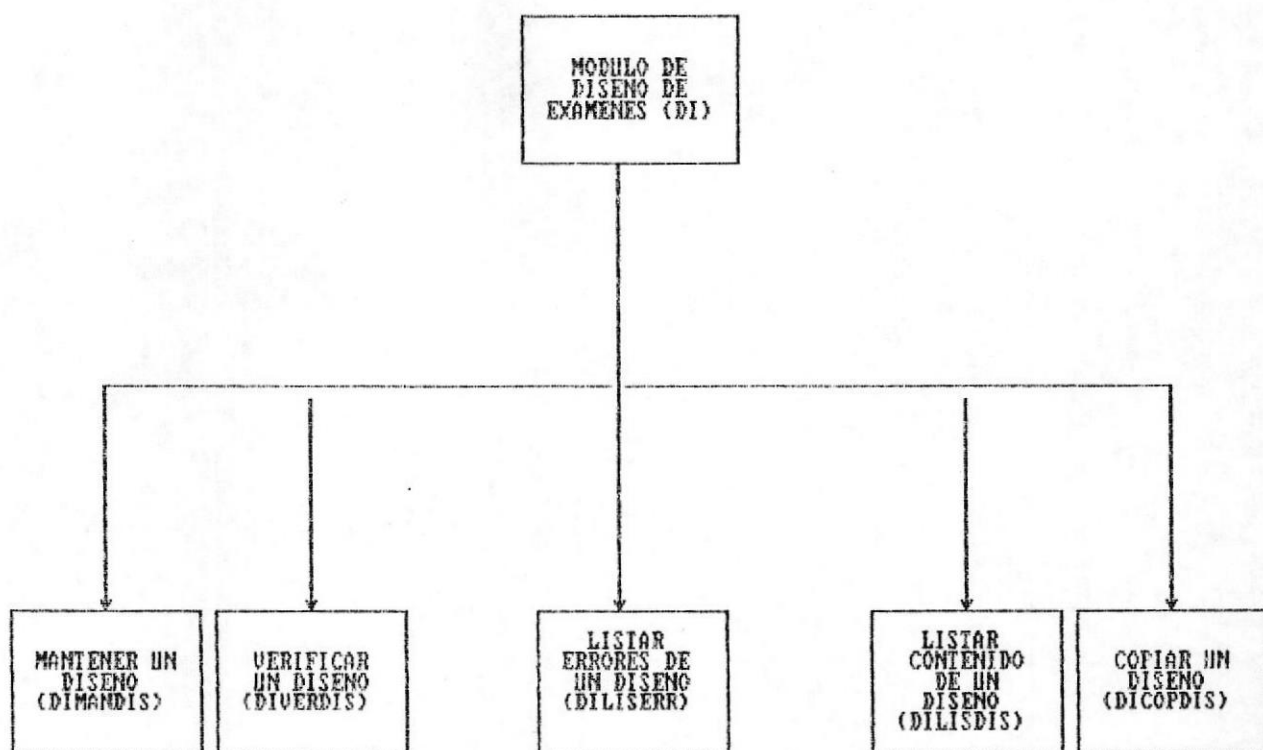 MODULO DE
DISENO DE
EXAMENES (DI)
MANTENER UN
DISENO
(DIMANDIS)
VERIFICAR
UN DISENO
(DIVERDIS)
LISTAR
ERRORES DE
UN DISENO
(DILISERR)
LISTAR
CONTENIDO
DE UN
DISENO
(DILISDIS)
COPIAR UN
DISENO
(DICOPDIS)